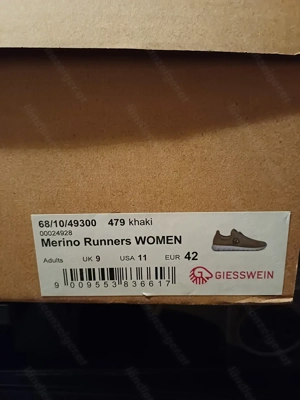 68/10/49300 479 khaki
00024928
Merino Runners WOMEN
Adults UK 9 USA 11 EUR 42
GIESSWEIN
9 009553 836617